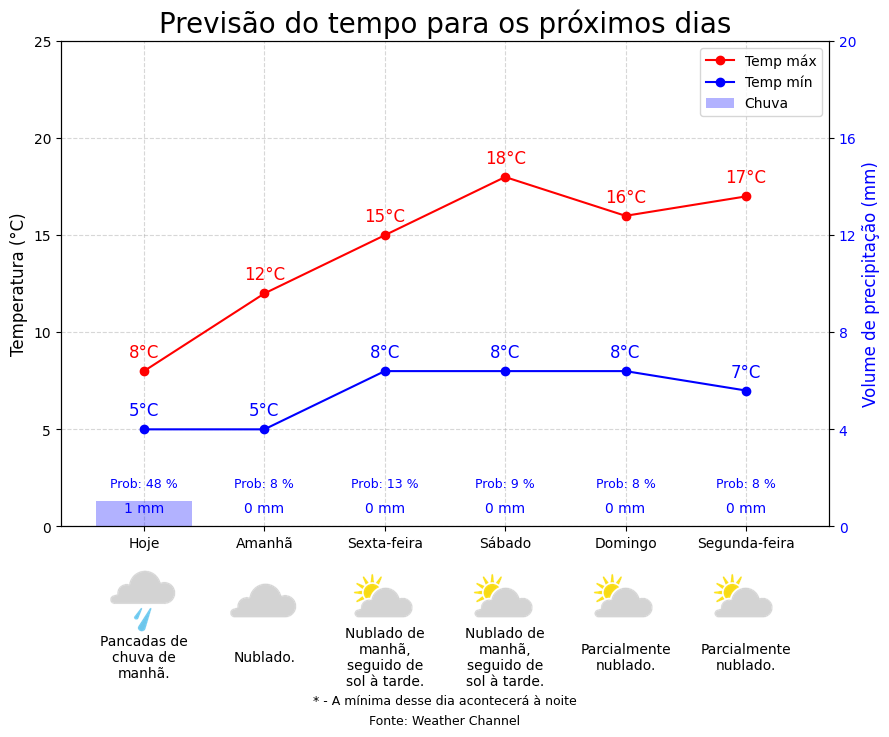 Previsão do tempo para os próximos dias
25
20
15
10
5
0
Temperatura (°C)
20
16
12
8
4
0
Volume de precipitação (mm)
Temp máx
Temp mín
Chuva
8°C
12°C
15°C
18°C
16°C
17°C
5°C
5°C
8°C
8°C
8°C
7°C
Prob: 48 %
Prob: 8 %
Prob: 13 %
Prob: 9 %
Prob: 8 %
Prob: 8 %
1 mm
0 mm
0 mm
0 mm
0 mm
0 mm
Hoje
Amanhã
Sexta-feira
Sábado
Domingo
Segunda-feira
Pancadas de
chuva de
manhã.
Nublado.
Nublado de
manhã,
seguido de
sol à tarde.
Nublado de
manhã,
seguido de
sol à tarde.
Parcialmente
nublado.
Parcialmente
nublado.
* - A mínima desse dia acontecerá à noite
Fonte: Weather Channel